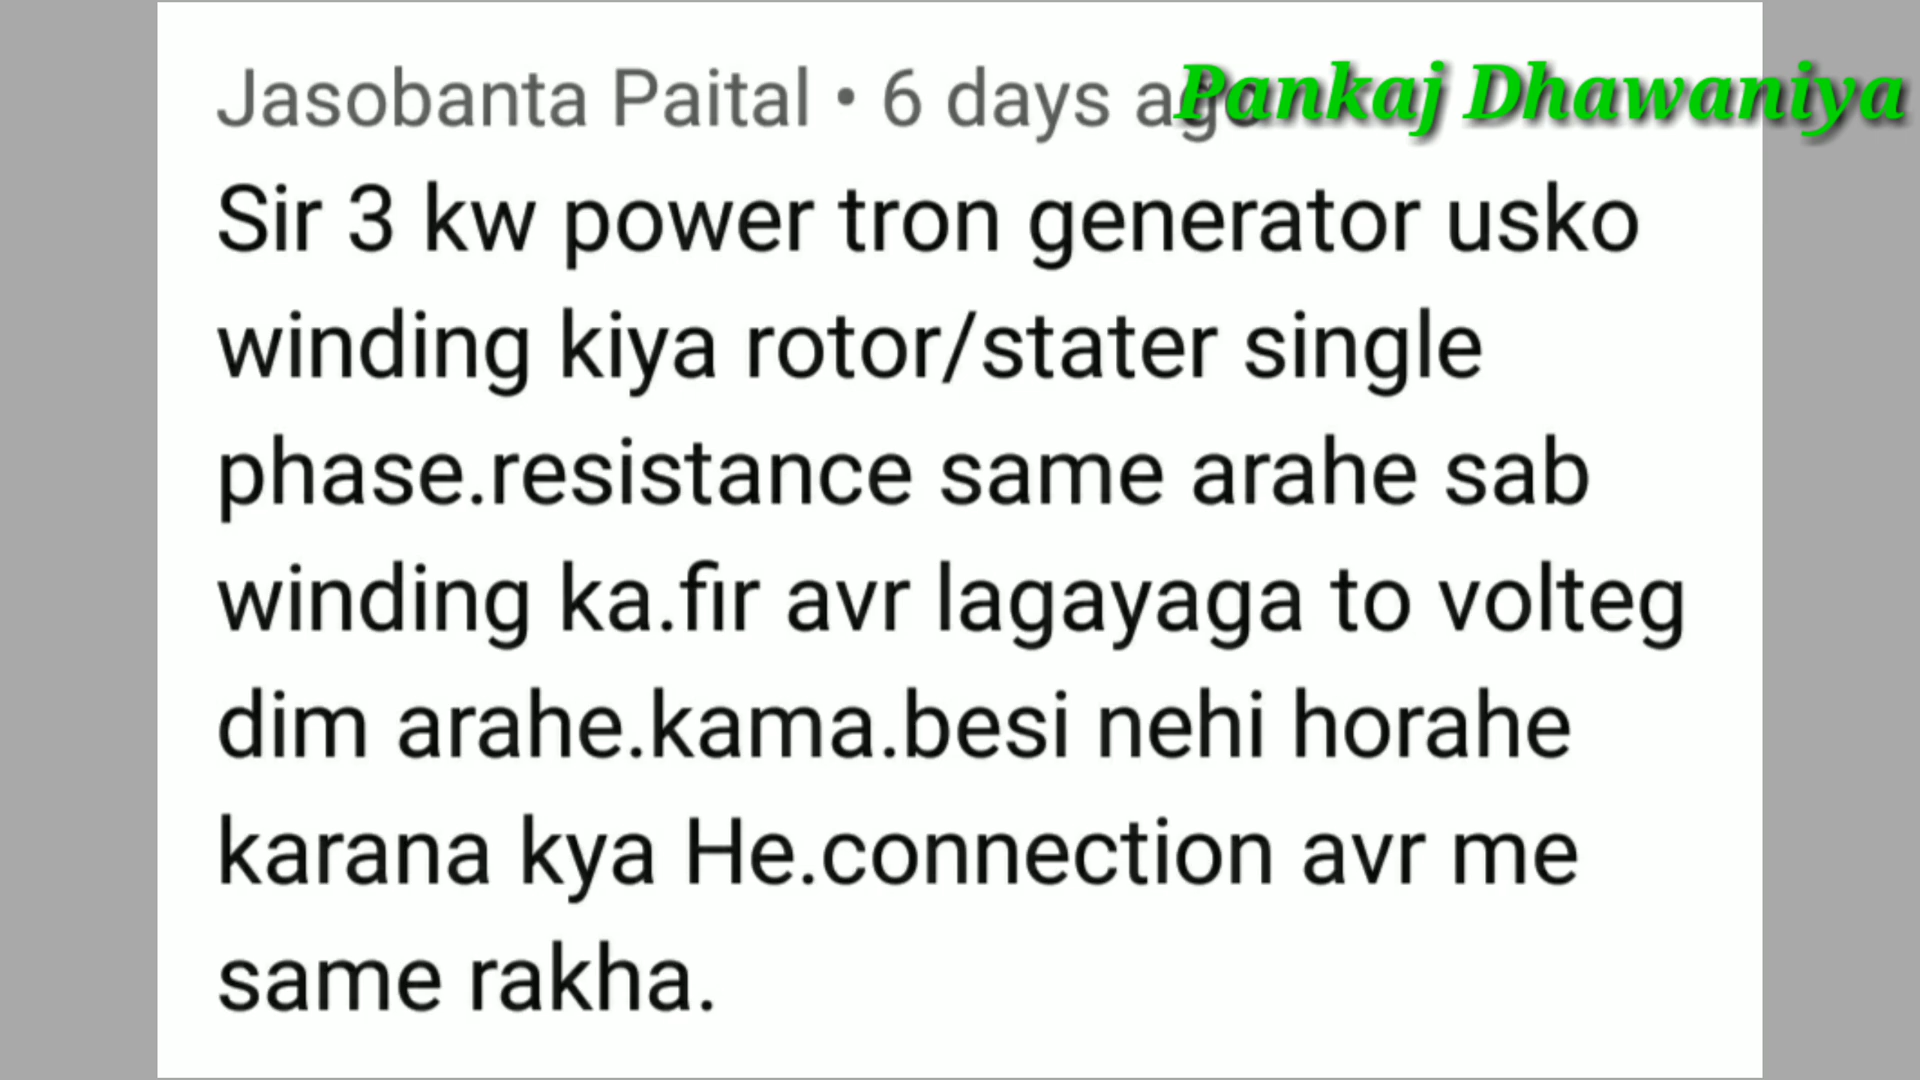 Jasobanta Paital • 6 days ago
Pankaj Dhawaniya
Sir 3 kw power tron generator usko
winding kiya rotor/stater single
phase.resistance same arahe sab
winding ka.fir avr lagayaga to volteg
dim arahe.kama.besi nehi horahe
karana kya He.connection avr me
same rakha.